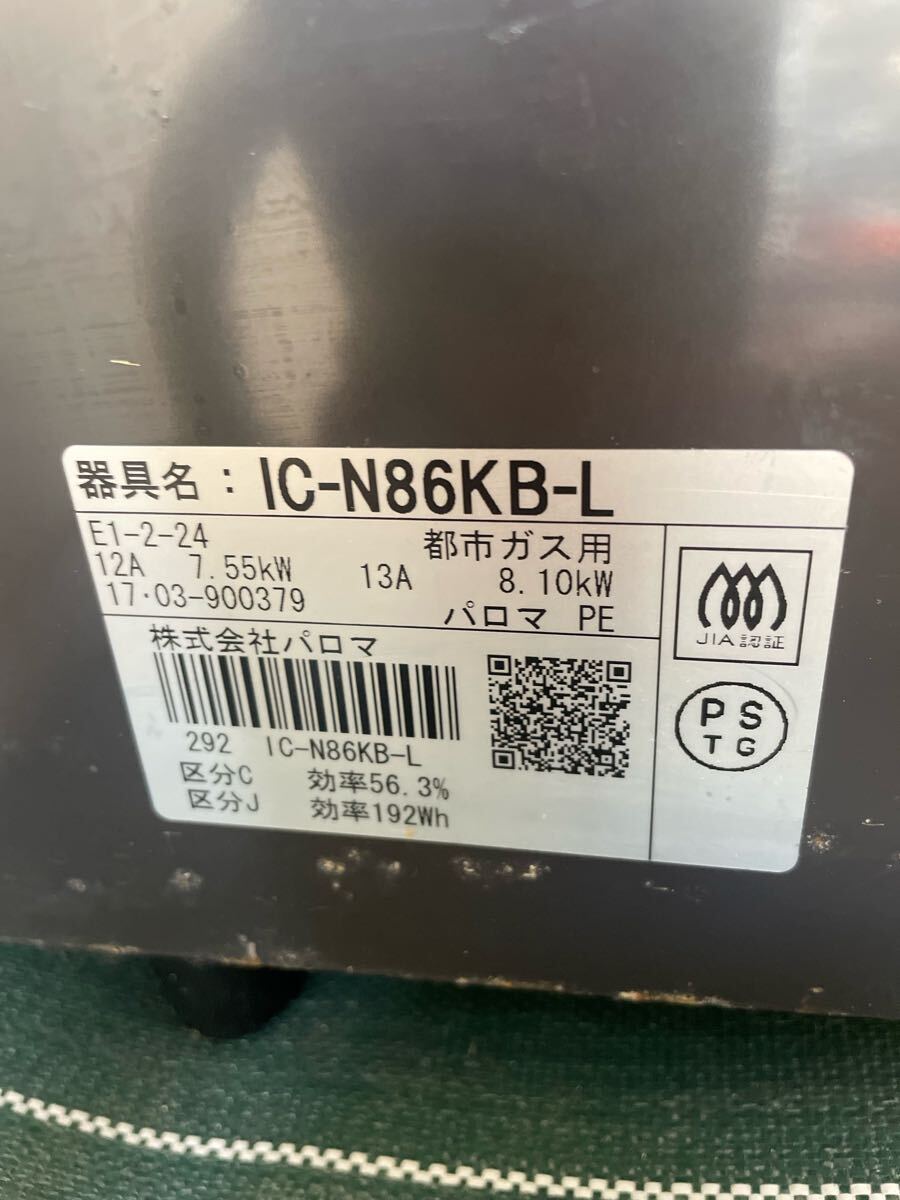 器具名 : IC-N86KB-L
E1-2-24 都市ガス用
12A 7.55kW 13A 8.10kW
17・03-900379 パロマ PE
株式会社パロマ
292 IC-N86KB-L
区分C 効率56.3%
区分J 効率192Wh
JIA認証
PS
TG